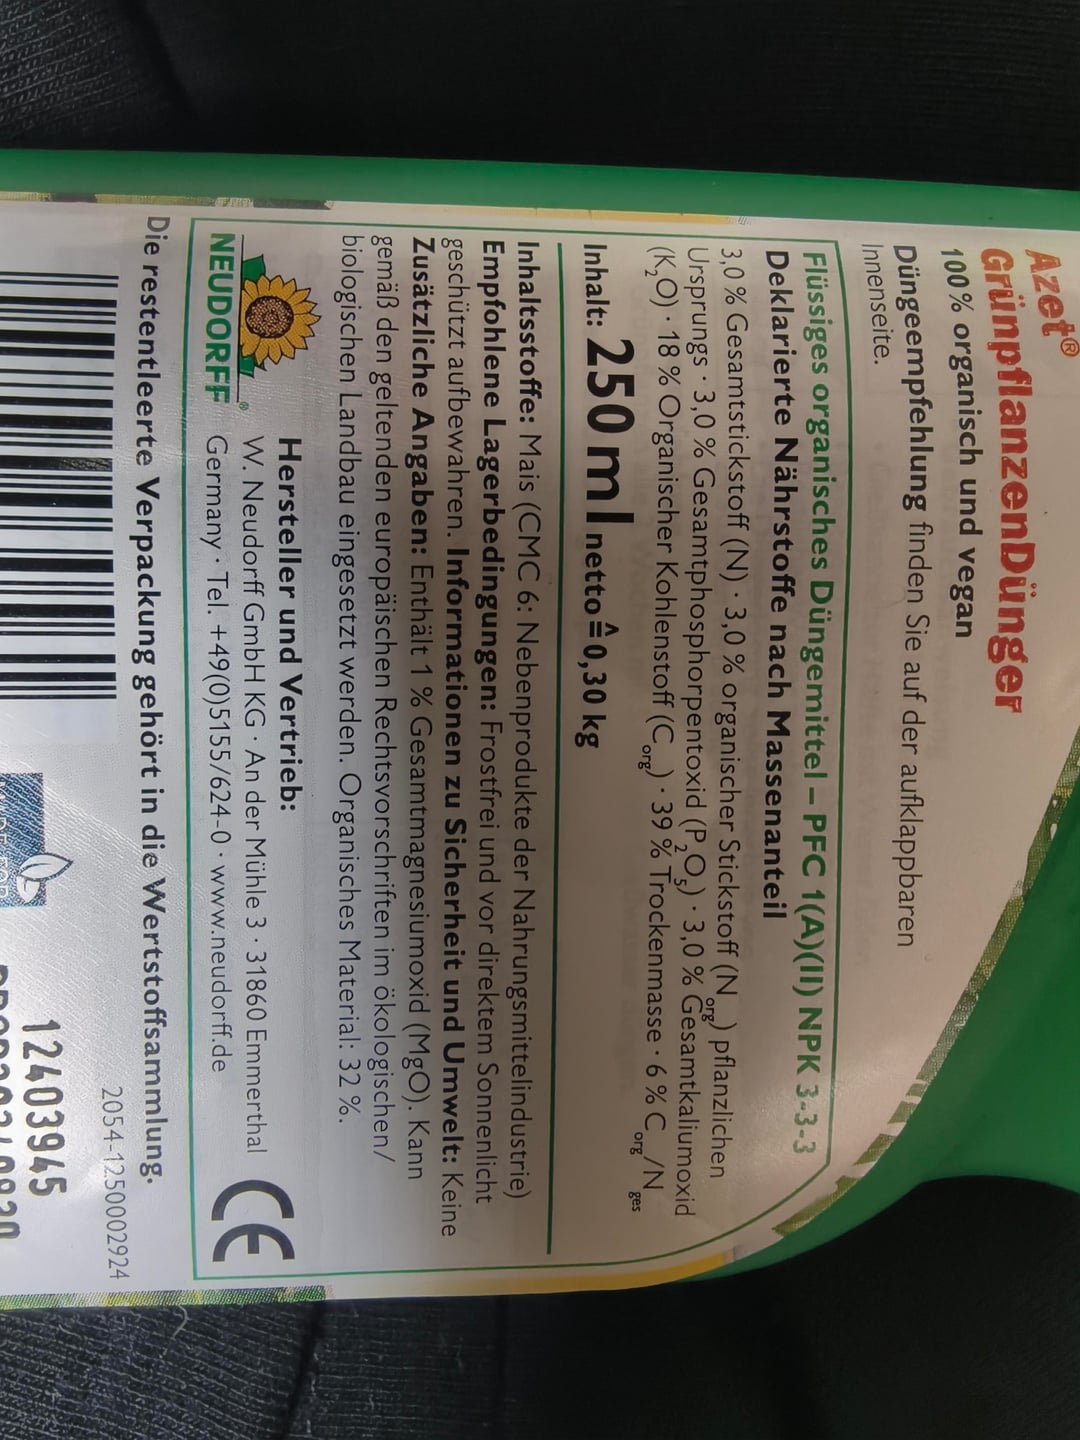 Azet®
GrünpflanzenDünger
100% organisch und vegan
Düngeempfehlung finden Sie auf der aufklappbaren
Innenseite.
Flüssiges organisches Düngemittel – PFC 1(A)(II) NPK 3-3-3
Deklarierte Nährstoffe nach Massenanteil
3,0 % Gesamtstickstoff (N) · 3,0 % organischer Stickstoff (Norg) pflanzlichen
Ursprungs · 3,0 % Gesamtphosphorpentoxid (P2O5) · 3,0 % Gesamtkaliumoxid
(K2O) · 18 % Organischer Kohlenstoff (Corg) · 39 % Trockenmasse · 6 % Corg/Nges
Inhalt: 250 ml netto ≙ 0,30 kg
Inhaltsstoffe: Mais (CMC 6: Nebenprodukte der Nahrungsmittelindustrie)
Empfohlene Lagerbedingungen: Frostfrei und vor direktem Sonnenlicht
geschützt aufbewahren. Informationen zu Sicherheit und Umwelt: Keine
Zusätzliche Angaben: Enthält 1 % Gesamtmagnesiumoxid (MgO). Kann
gemäß den geltenden europäischen Rechtsvorschriften im ökologischen/
biologischen Landbau eingesetzt werden. Organisches Material: 32 %.
NEUDORFF®
Hersteller und Vertrieb:
W. Neudorff GmbH KG · An der Mühle 3 · 31860 Emmerthal
Germany · Tel. +49(0)5155/624-0 · www.neudorff.de
CE
Die restentleerte Verpackung gehört in die Wertstoffsammlung.
2054-1250002924
12403945